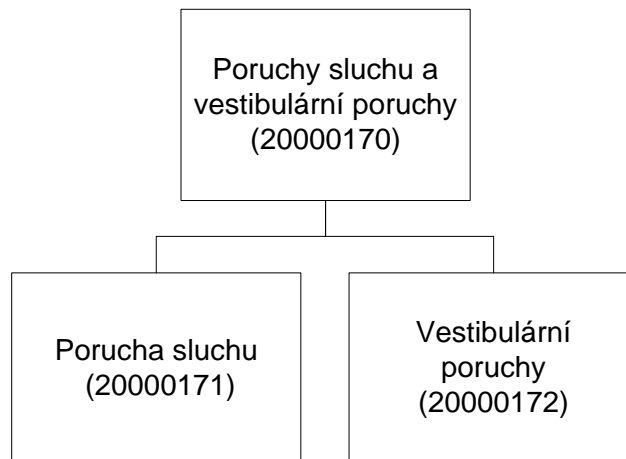 Poruchy sluchu a
vestibulární poruchy
(20000170)
Porucha sluchu
(20000171)
Vestibulární
poruchy
(20000172)